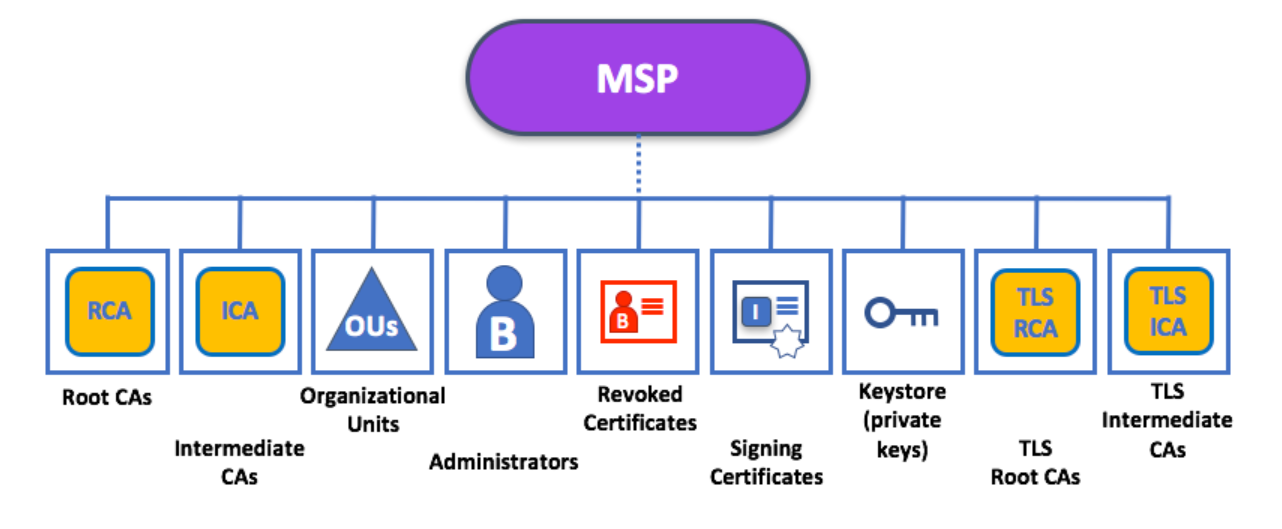 MSP
RCA
ICA
OUs
B
B
I
TLS
RCA
TLS
ICA
Root CAs
Intermediate
CAs
Organizational
Units
Administrators
Revoked
Certificates
Signing
Certificates
Keystore
(private
keys)
TLS
Root CAs
TLS
Intermediate
CAs